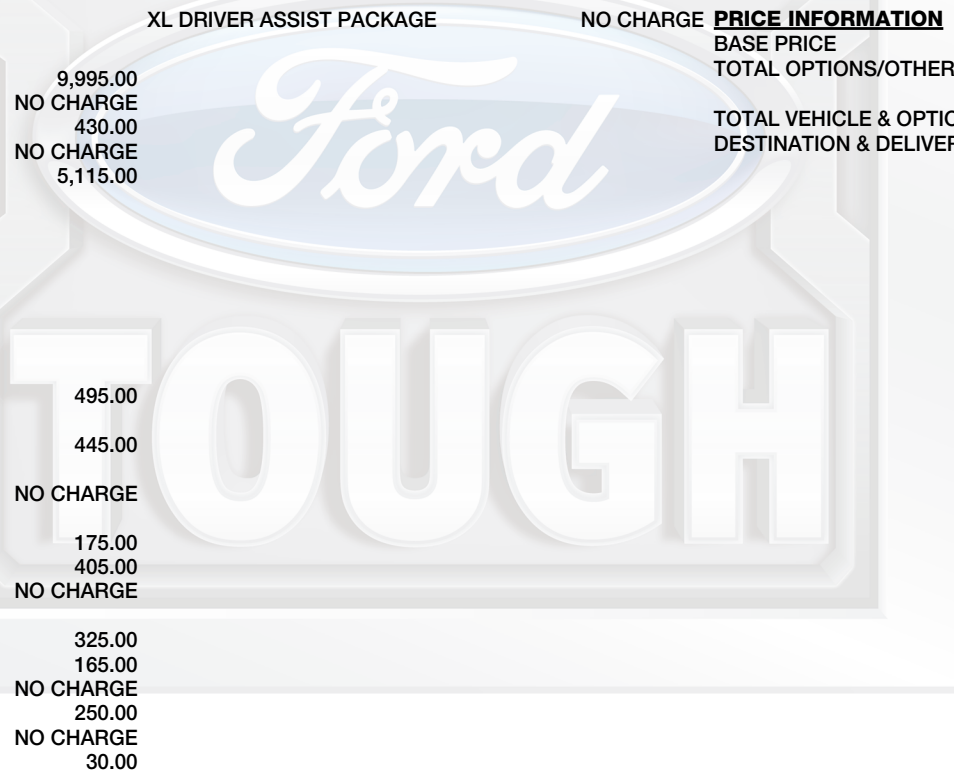 XL DRIVER ASSIST PACKAGE NO CHARGE
9,995.00
NO CHARGE
430.00
NO CHARGE
5,115.00
495.00
445.00
NO CHARGE
175.00
405.00
NO CHARGE
325.00
165.00
NO CHARGE
250.00
NO CHARGE
30.00
PRICE INFORMATION
BASE PRICE
TOTAL OPTIONS/OTHER
TOTAL VEHICLE & OPTIO
DESTINATION & DELIVER
Ford
TOUGH